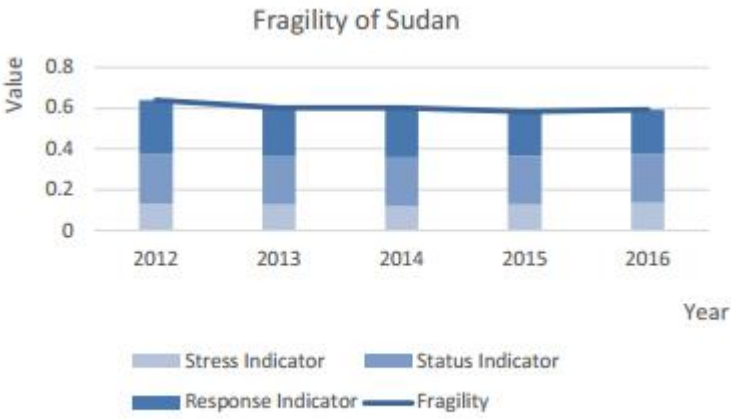 Fragility of Sudan
Value
0.8
0.6
0.4
0.2
0
2012 2013 2014 2015 2016
Year
Stress Indicator Status Indicator
Response Indicator Fragility